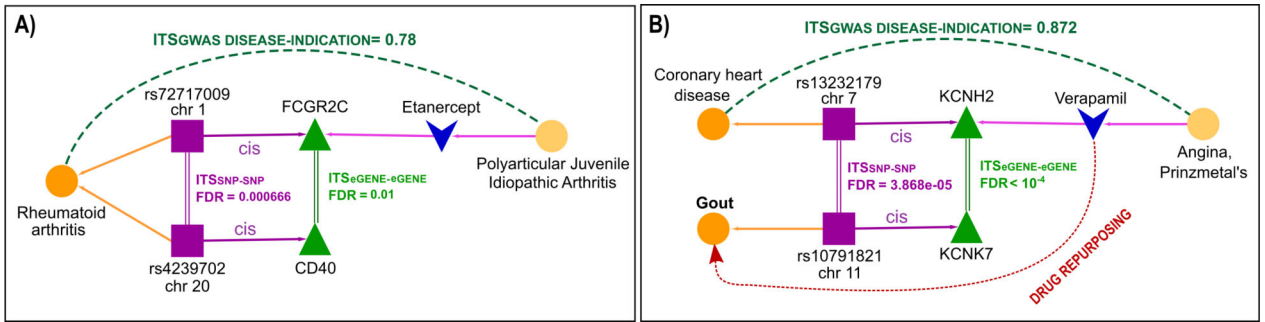 A)
ITSGWAS DISEASE-INDICATION= 0.78
rs72717009
chr 1
FCGR2C
Etanercept
cis
ITSSNP-SNP
FDR = 0.000666
ITSeGENE-eGENE
FDR = 0.01
Polyarticular Juvenile
Idiopathic Arthritis
Rheumatoid
arthritis
cis
rs4239702
chr 20
CD40
B)
ITSGWAS DISEASE-INDICATION= 0.872
Coronary heart
disease
rs13232179
chr 7
KCNH2
Verapamil
cis
ITSSNP-SNP
FDR = 3.868e-05
ITSeGENE-eGENE
FDR < 10⁻⁴
Angina,
Prinzmetal's
Gout
cis
rs10791821
chr 11
KCNK7
DRUG REPURPOSING